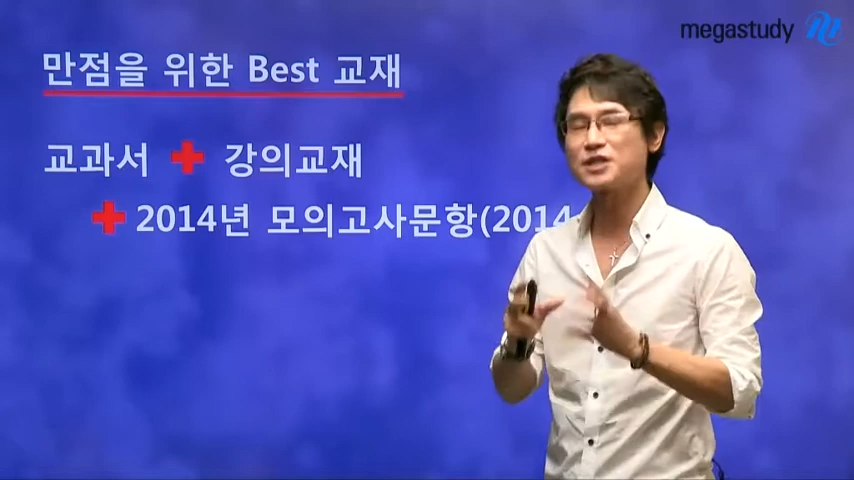 megastudy
만점을 위한 Best 교재
교과서 + 강의교재
+ 2014년 모의고사문항(2014